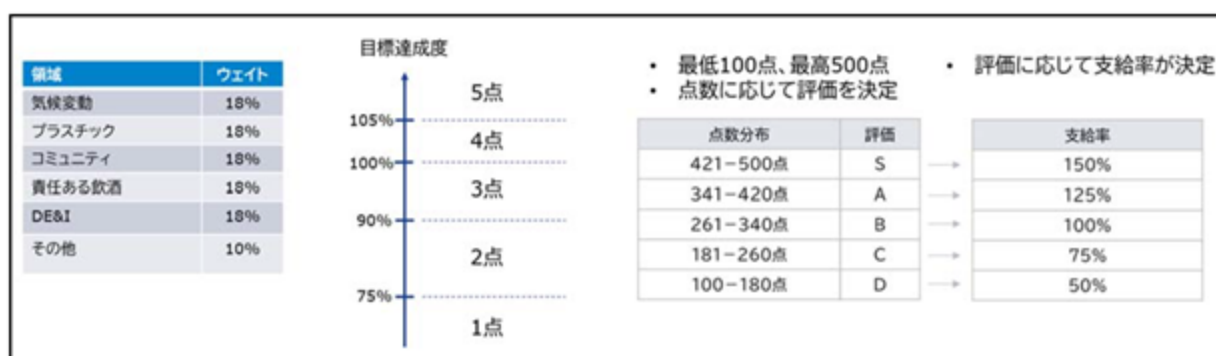 領域 ウェイト
気候変動 18%
プラスチック 18%
コミュニティ 18%
責任ある飲酒 18%
DE&I 18%
その他 10%
目標達成度
5点
105%
4点
100%
3点
90%
2点
75%
1点
・ 最低100点、最高500点
・ 点数に応じて評価を決定
点数分布 評価
421－500点 S
341－420点 A
261－340点 B
181－260点 C
100－180点 D
・ 評価に応じて支給率が決定
支給率
150%
125%
100%
75%
50%